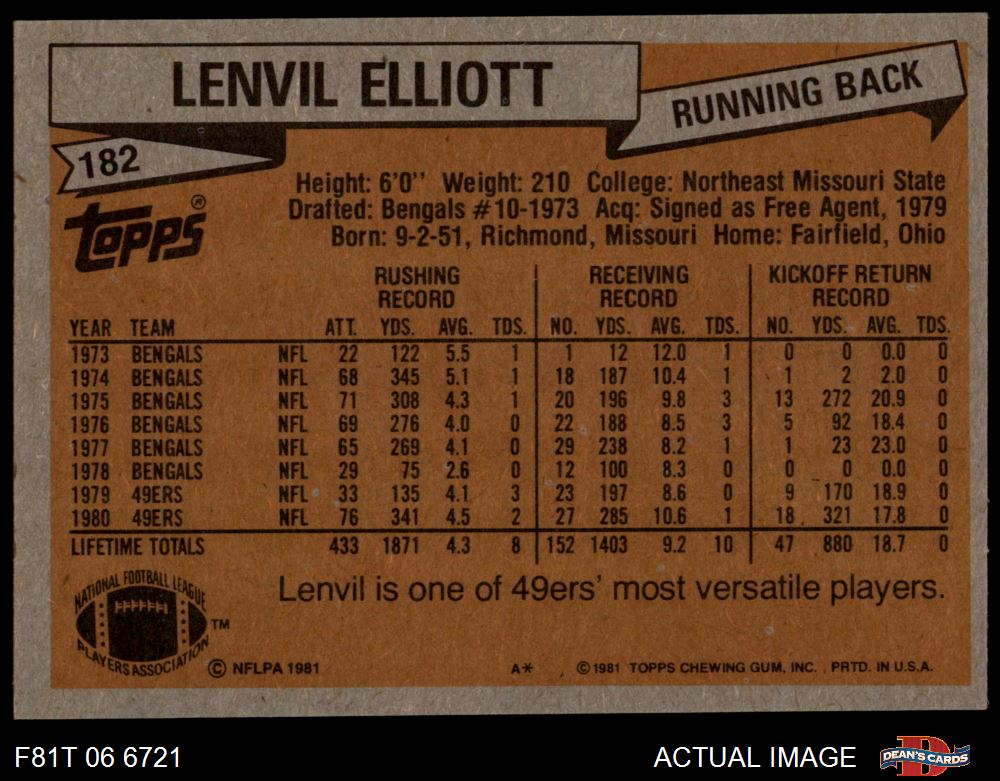 LENVIL ELLIOTT
RUNNING BACK
182
Topps®
Height: 6'0'' Weight: 210 College: Northeast Missouri State
Drafted: Bengals #10-1973 Acq: Signed as Free Agent, 1979
Born: 9-2-51, Richmond, Missouri Home: Fairfield, Ohio
RUSHING RECORD RECEIVING RECORD KICKOFF RETURN RECORD
YEAR TEAM ATT. YDS. AVG. TDS. NO. YDS. AVG. TDS. NO. YDS. AVG. TDS.
1973 BENGALS NFL 22 122 5.5 1 1 12 12.0 1 0 0 0.0 0
1974 BENGALS NFL 68 345 5.1 1 18 187 10.4 1 1 2 2.0 0
1975 BENGALS NFL 71 308 4.3 1 20 196 9.8 3 13 272 20.9 0
1976 BENGALS NFL 69 276 4.0 0 22 188 8.5 3 5 92 18.4 0
1977 BENGALS NFL 65 269 4.1 0 29 238 8.2 1 1 23 23.0 0
1978 BENGALS NFL 29 75 2.6 0 12 100 8.3 0 0 0 0.0 0
1979 49ERS NFL 33 135 4.1 3 23 197 8.6 0 9 170 18.9 0
1980 49ERS NFL 76 341 4.5 2 27 285 10.6 1 18 321 17.8 0
LIFETIME TOTALS 433 1871 4.3 8 152 1403 9.2 10 47 880 18.7 0
Lenvil is one of 49ers' most versatile players.
NATIONAL FOOTBALL LEAGUE
PLAYERS ASSOCIATION
TM
© NFLPA 1981 A* ©1981 TOPPS CHEWING GUM, INC. PRTD. IN U.S.A.
F81T 06 6721 ACTUAL IMAGE DEAN'S CARDS